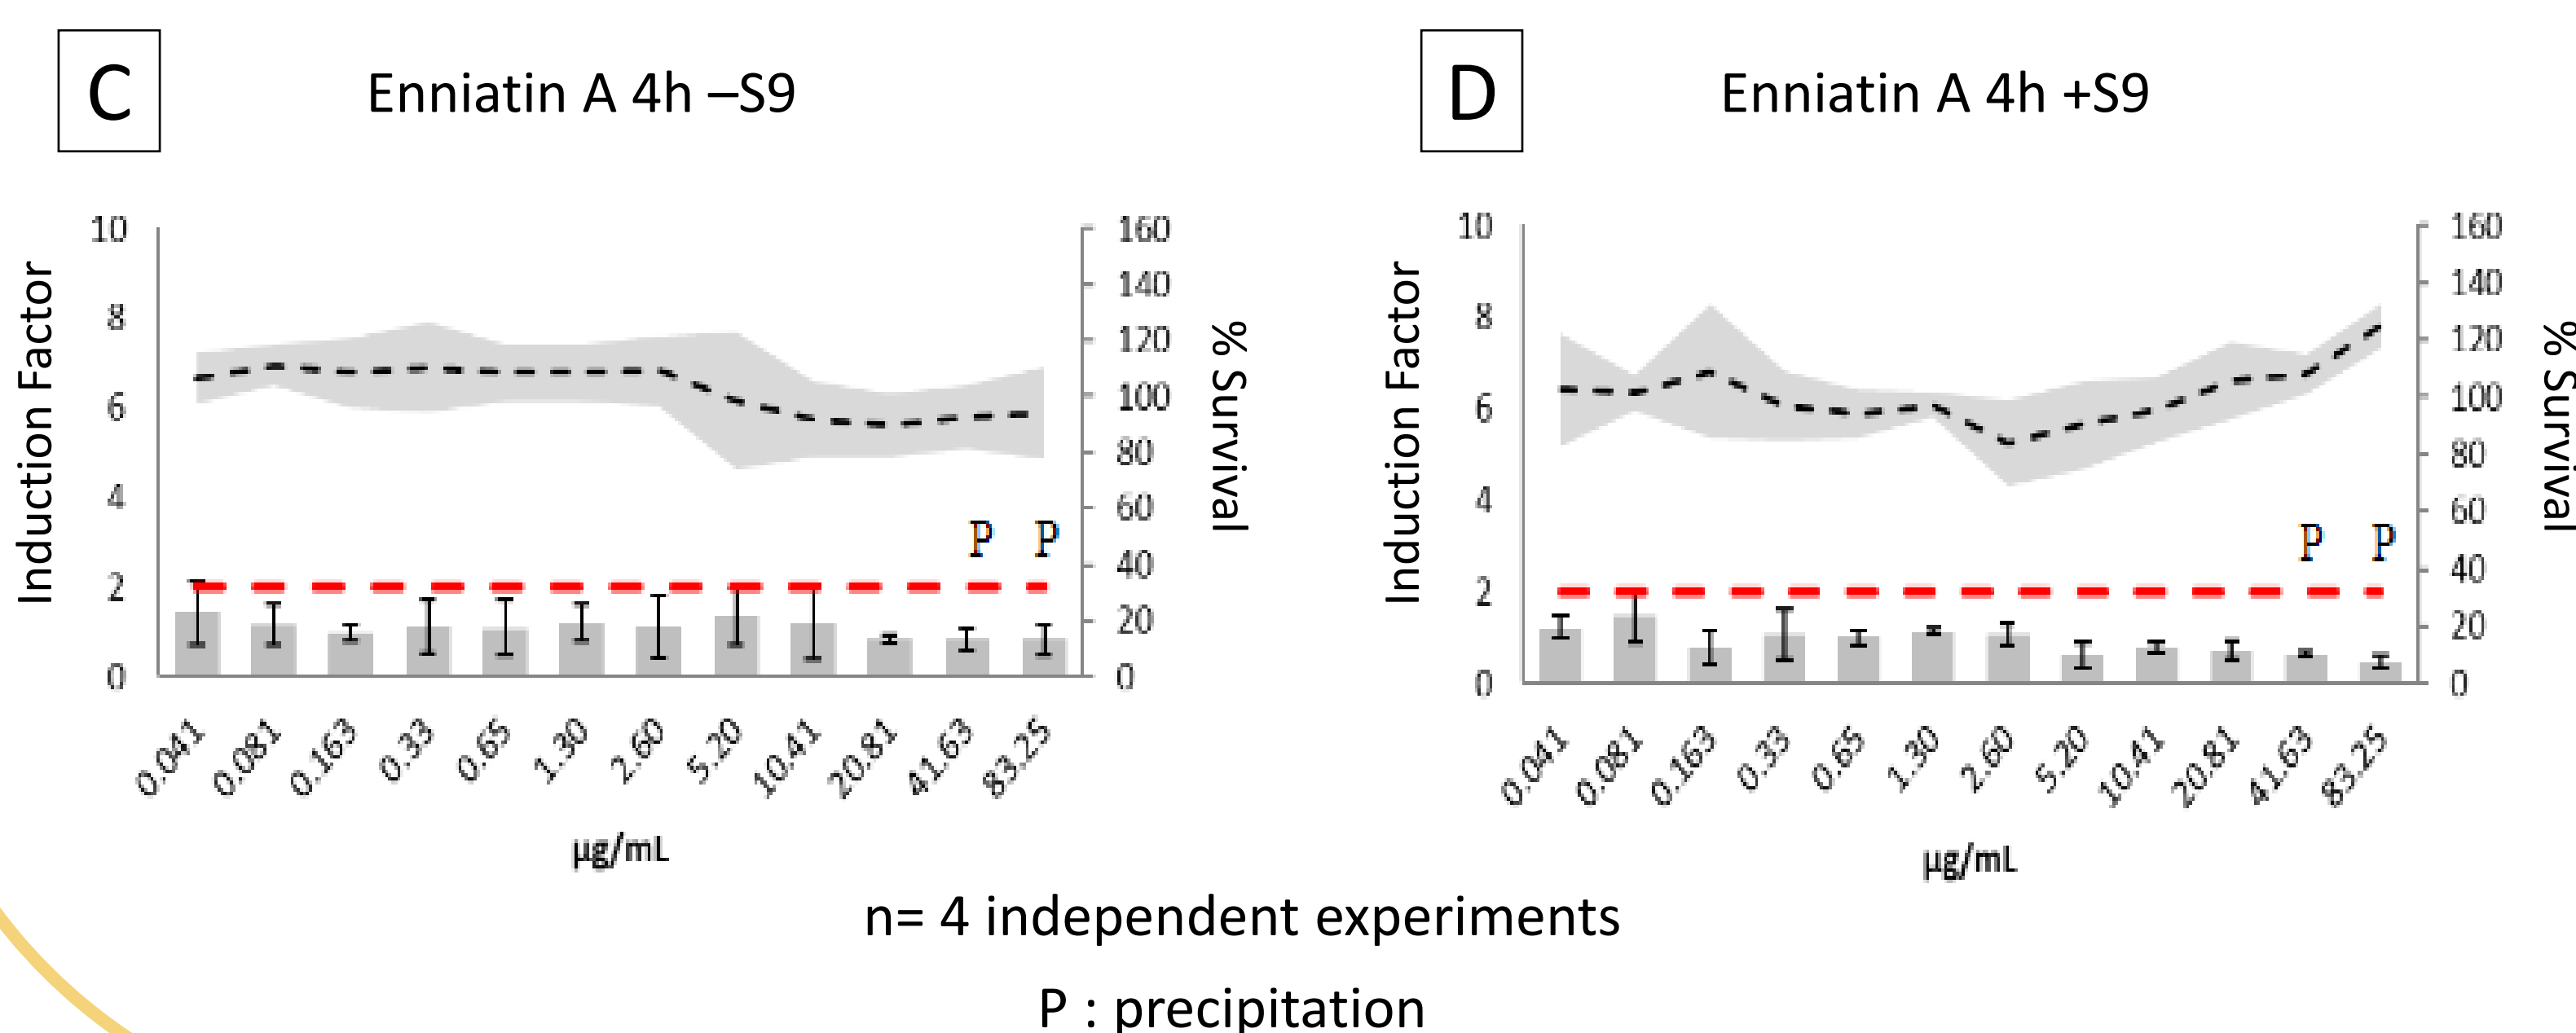 C
Enniatin A 4h –S9
10
8
6
4
2
0
Induction Factor
160
140
120
100
80
60
40
20
0
% Survival
P P
0.041 0.081 0.163 0.33 0.65 1.30 2.60 5.20 10.41 20.81 41.63 83.25
µg/mL
D
Enniatin A 4h +S9
10
8
6
4
2
0
Induction Factor
160
140
120
100
80
60
40
20
0
% Survival
P P
0.041 0.081 0.163 0.33 0.65 1.30 2.60 5.20 10.41 20.81 41.63 83.25
µg/mL
n= 4 independent experiments
P : precipitation